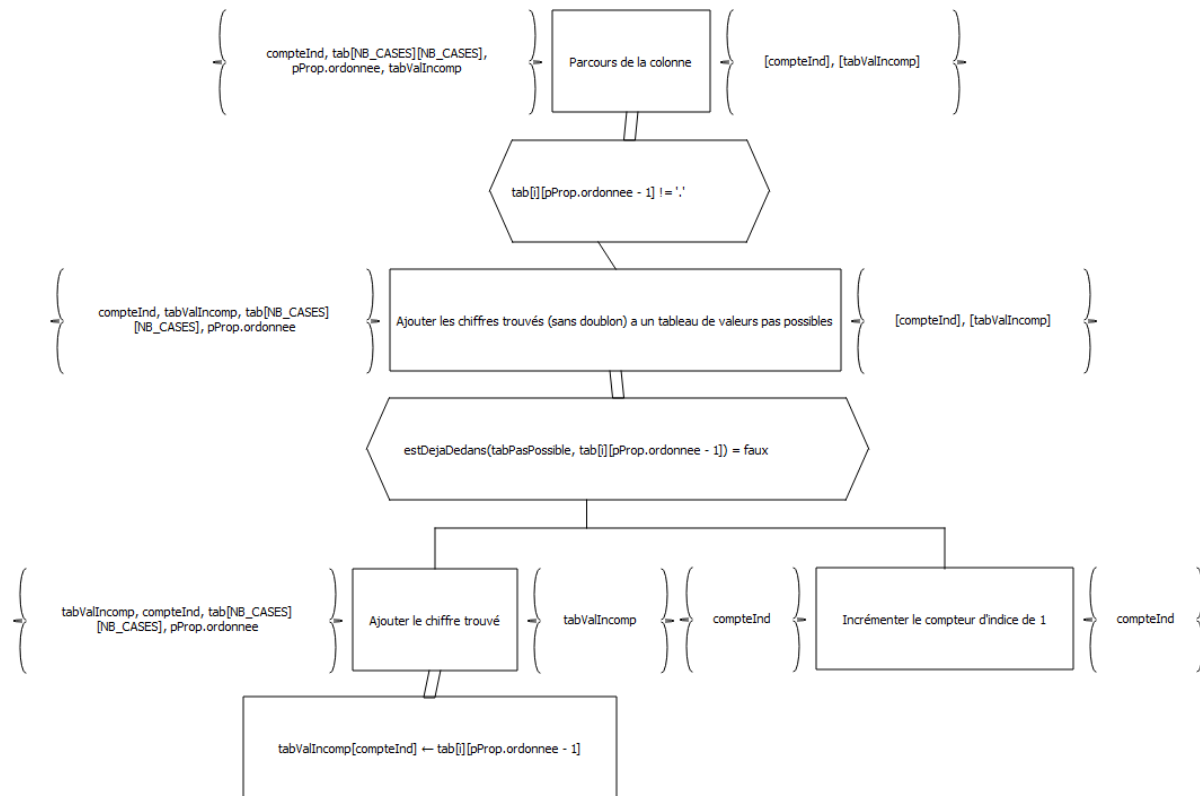 compteInd, tab[NB_CASES][NB_CASES],
pProp.ordonnee, tabValIncomp
Parcours de la colonne
[compteInd], [tabValIncomp]
tab[i][pProp.ordonnee - 1] != '.'
compteInd, tabValIncomp, tab[NB_CASES]
[NB_CASES], pProp.ordonnee
Ajouter les chiffres trouvés (sans doublon) a un tableau de valeurs pas possibles
[compteInd], [tabValIncomp]
estDejaDedans(tabPasPossible, tab[i][pProp.ordonnee - 1]) = faux
tabValIncomp, compteInd, tab[NB_CASES]
[NB_CASES], pProp.ordonnee
Ajouter le chiffre trouvé
tabValIncomp
compteInd
Incrémenter le compteur d'indice de 1
compteInd
tabValIncomp[compteInd] ← tab[i][pProp.ordonnee - 1]